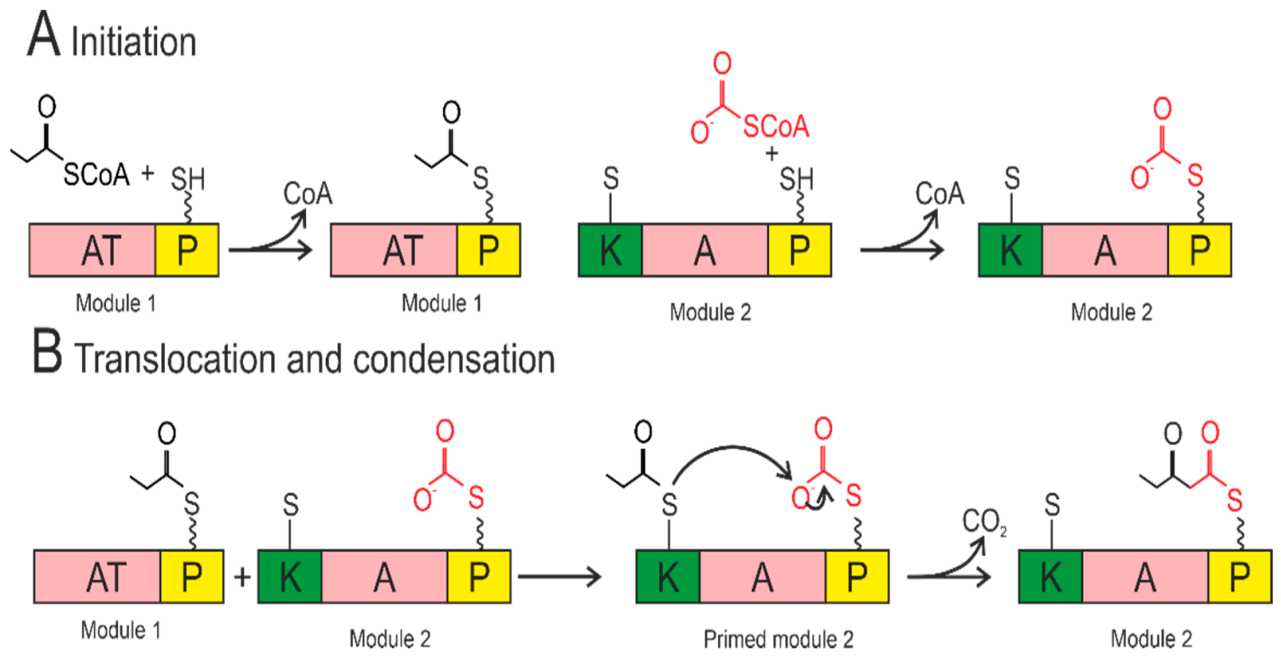 A Initiation
O
SCoA + SH
AT P
Module 1
CoA
O
S
AT P
Module 1
O
O- SCoA
+
S SH
K A P
Module 2
CoA
O
O- S
S
K A P
Module 2
B Translocation and condensation
O
S
AT P
Module 1
+
O
O- S
S
K A P
Module 2
O
S
O
O- S
K A P
Primed module 2
CO2
O O
S
S
K A P
Module 2